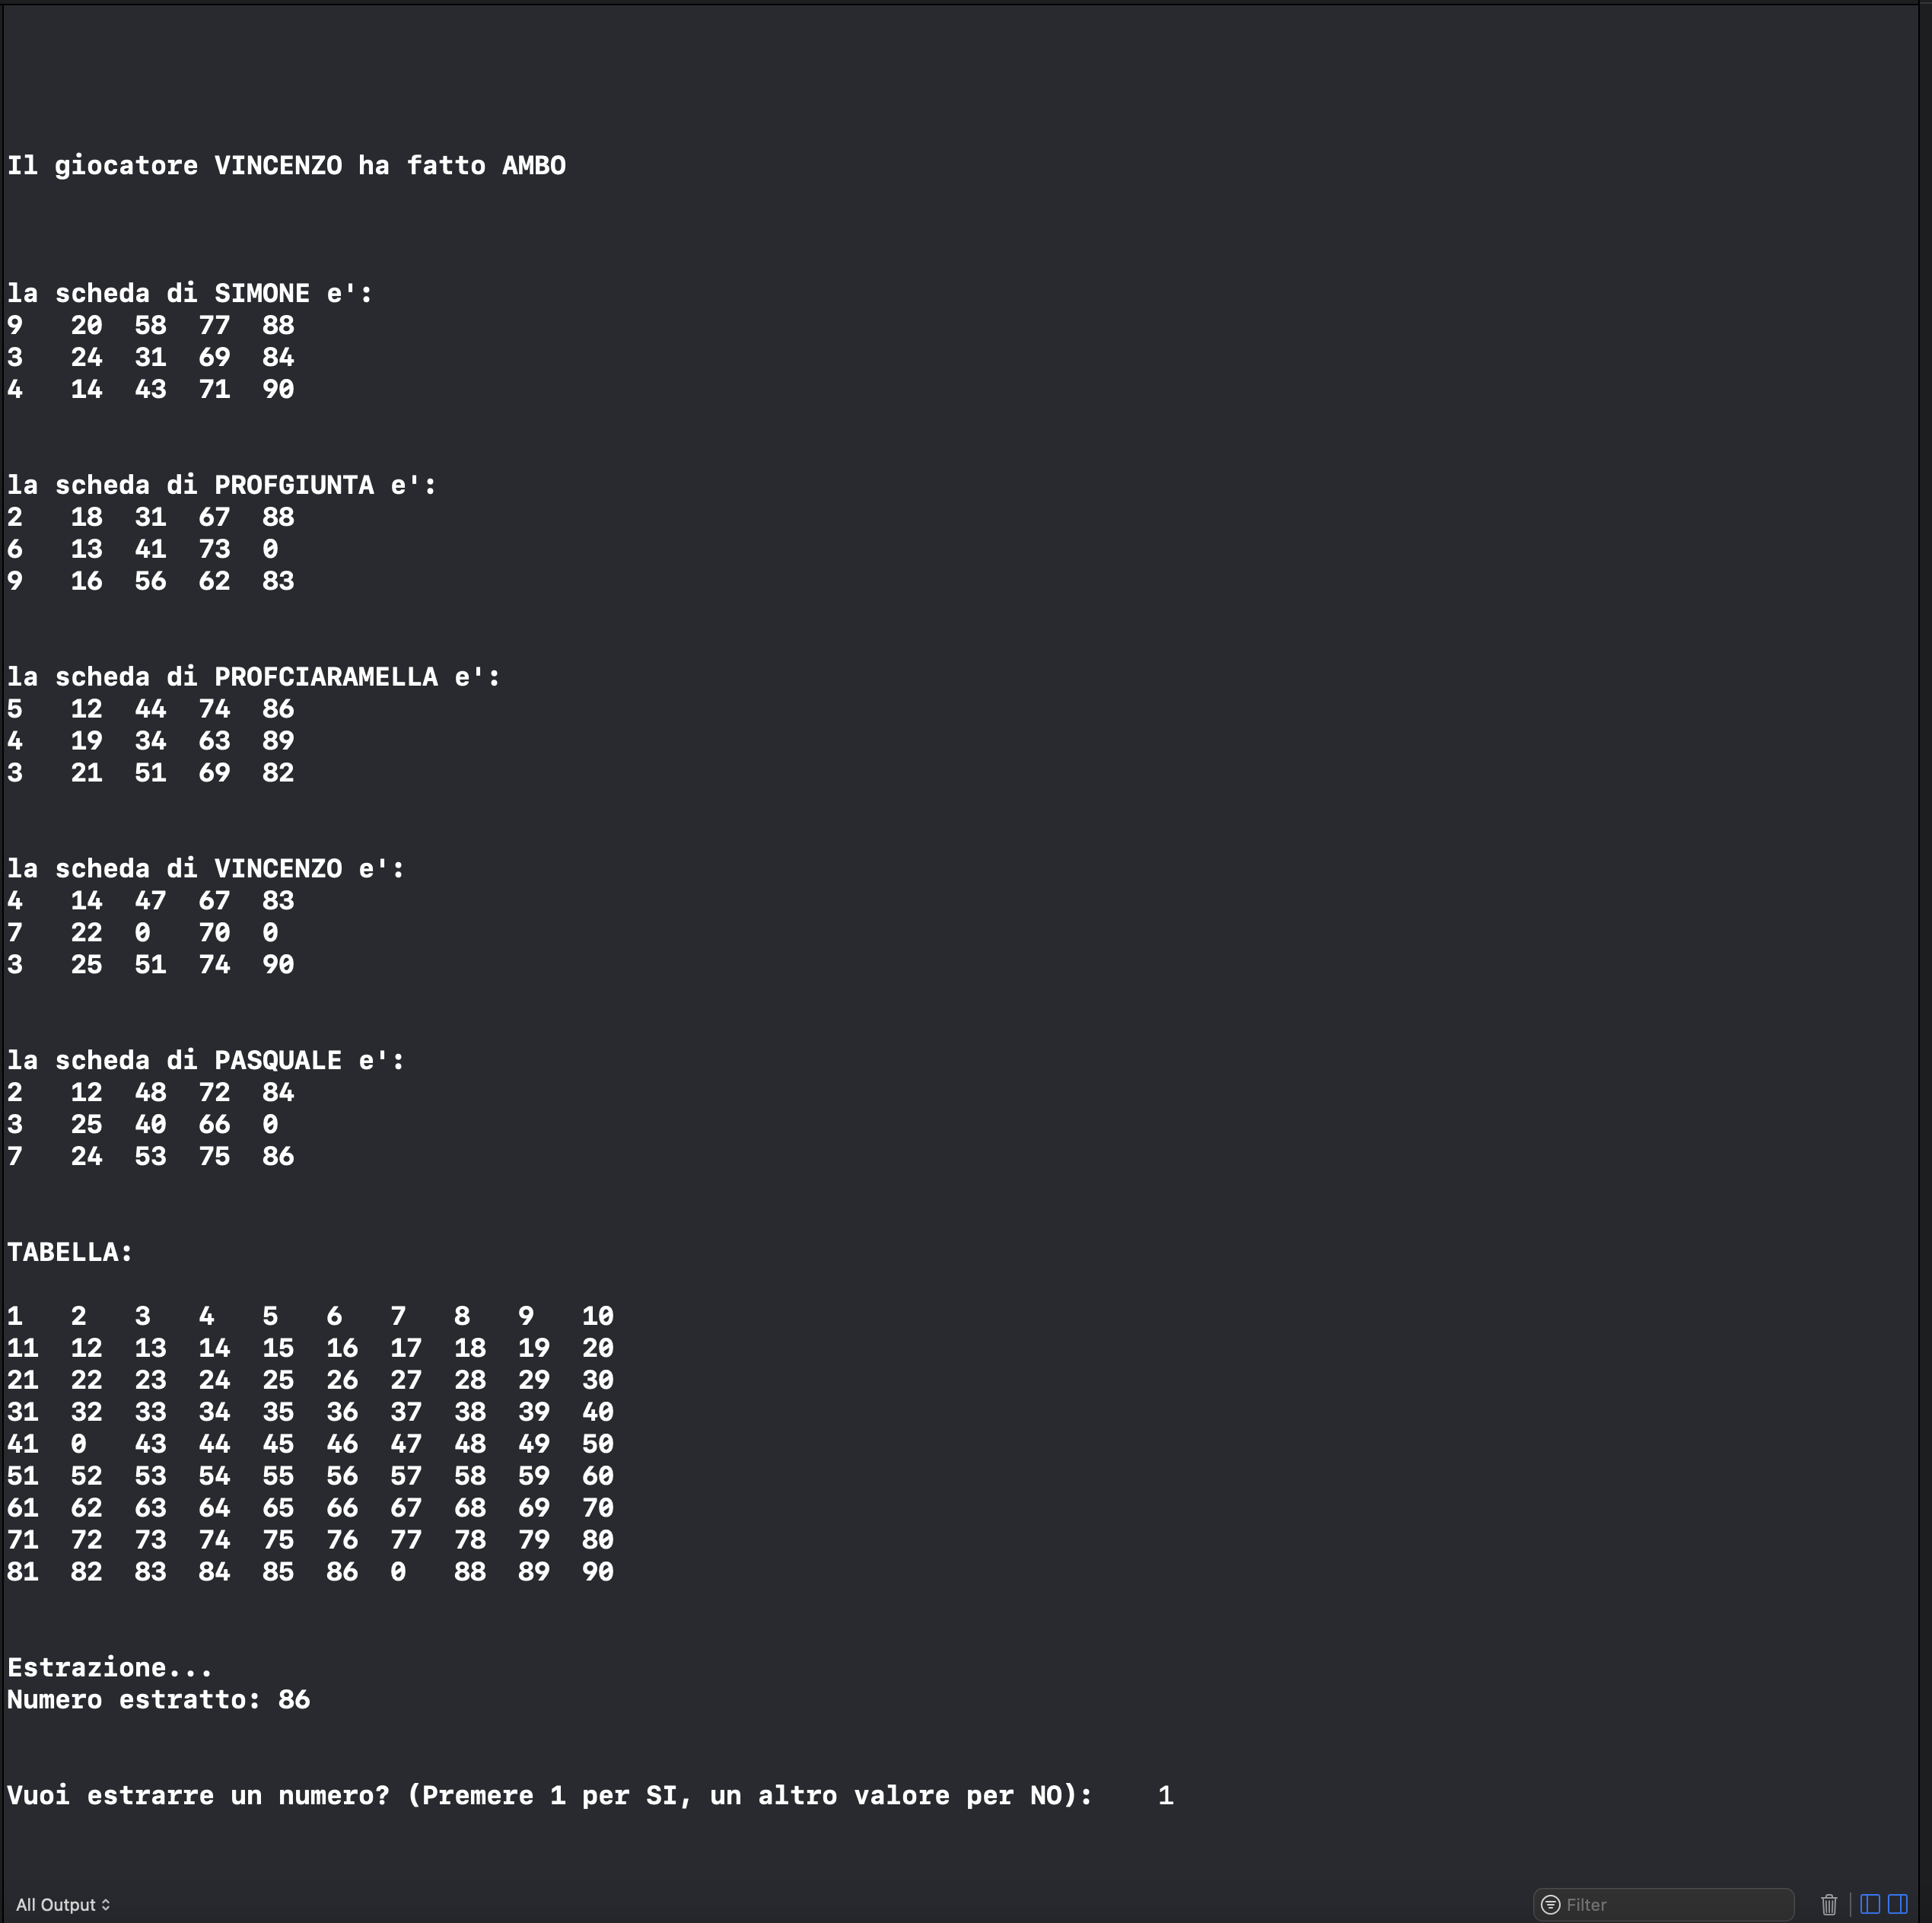 Il giocatore VINCENZO ha fatto AMBO
la scheda di SIMONE e':
9 20 58 77 88
3 24 31 69 84
4 14 43 71 90
la scheda di PROFGIUNTA e':
2 18 31 67 88
6 13 41 73 0
9 16 56 62 83
la scheda di PROFCIARAMELLA e':
5 12 44 74 86
4 19 34 63 89
3 21 51 69 82
la scheda di VINCENZO e':
4 14 47 67 83
7 22 0 70 0
3 25 51 74 90
la scheda di PASQUALE e':
2 12 48 72 84
3 25 40 66 0
7 24 53 75 86
TABELLA:
1 2 3 4 5 6 7 8 9 10
11 12 13 14 15 16 17 18 19 20
21 22 23 24 25 26 27 28 29 30
31 32 33 34 35 36 37 38 39 40
41 0 43 44 45 46 47 48 49 50
51 52 53 54 55 56 57 58 59 60
61 62 63 64 65 66 67 68 69 70
71 72 73 74 75 76 77 78 79 80
81 82 83 84 85 86 0 88 89 90
Estrazione...
Numero estratto: 86
Vuoi estrarre un numero? (Premere 1 per SI, un altro valore per NO): 1
All Output Filter